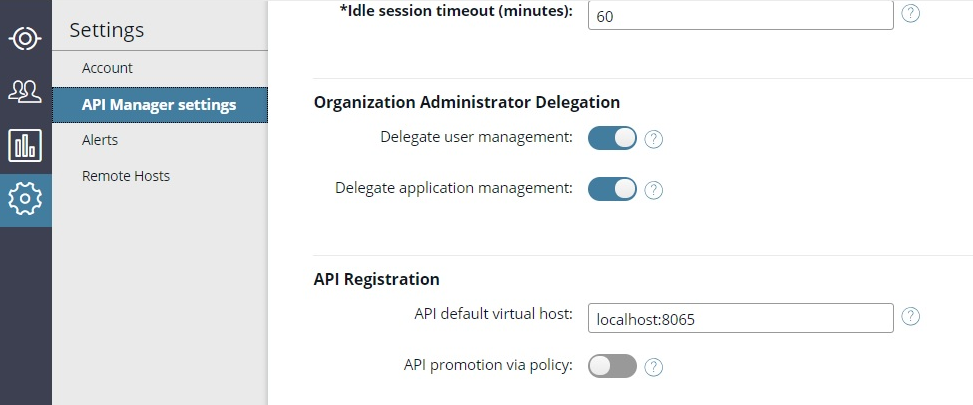 Settings
Account
API Manager settings
Alerts
Remote Hosts
*Idle session timeout (minutes): 60 ?
Organization Administrator Delegation
Delegate user management: ?
Delegate application management: ?
API Registration
API default virtual host: localhost:8065 ?
API promotion via policy: ?